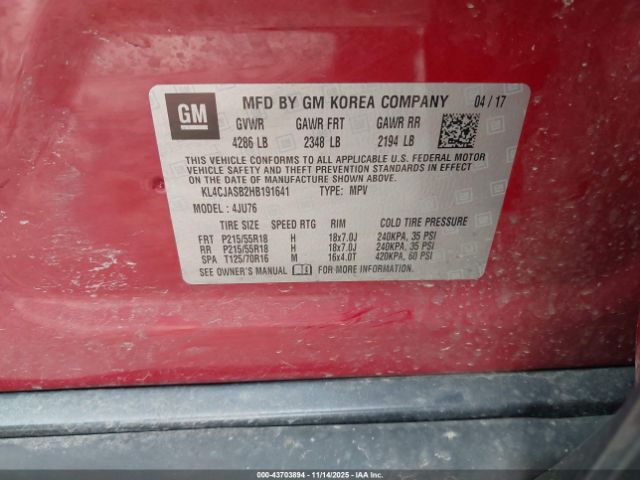 GM
MFD BY GM KOREA COMPANY 04 / 17
GVWR GAWR FRT GAWR RR
4286 LB 2348 LB 2194 LB
THIS VEHICLE CONFORMS TO ALL APPLICABLE U.S. FEDERAL MOTOR
VEHICLE SAFETY AND THEFT PREVENTION STANDARDS IN EFFECT
ON THE DATE OF MANUFACTURE SHOWN ABOVE.
KL4CJASB2HB191641 TYPE: MPV
MODEL: 4JU76
TIRE SIZE SPEED RTG RIM COLD TIRE PRESSURE
FRT P215/55R18 H 18x7.0J 240KPA, 35 PSI
RR P215/55R18 H 18x7.0J 240KPA, 35 PSI
SPA T125/70R16 M 16x4.0T 420KPA, 60 PSI
SEE OWNER'S MANUAL FOR MORE INFORMATION.
000-43703894 - 11/14/2025 - IAAI.com